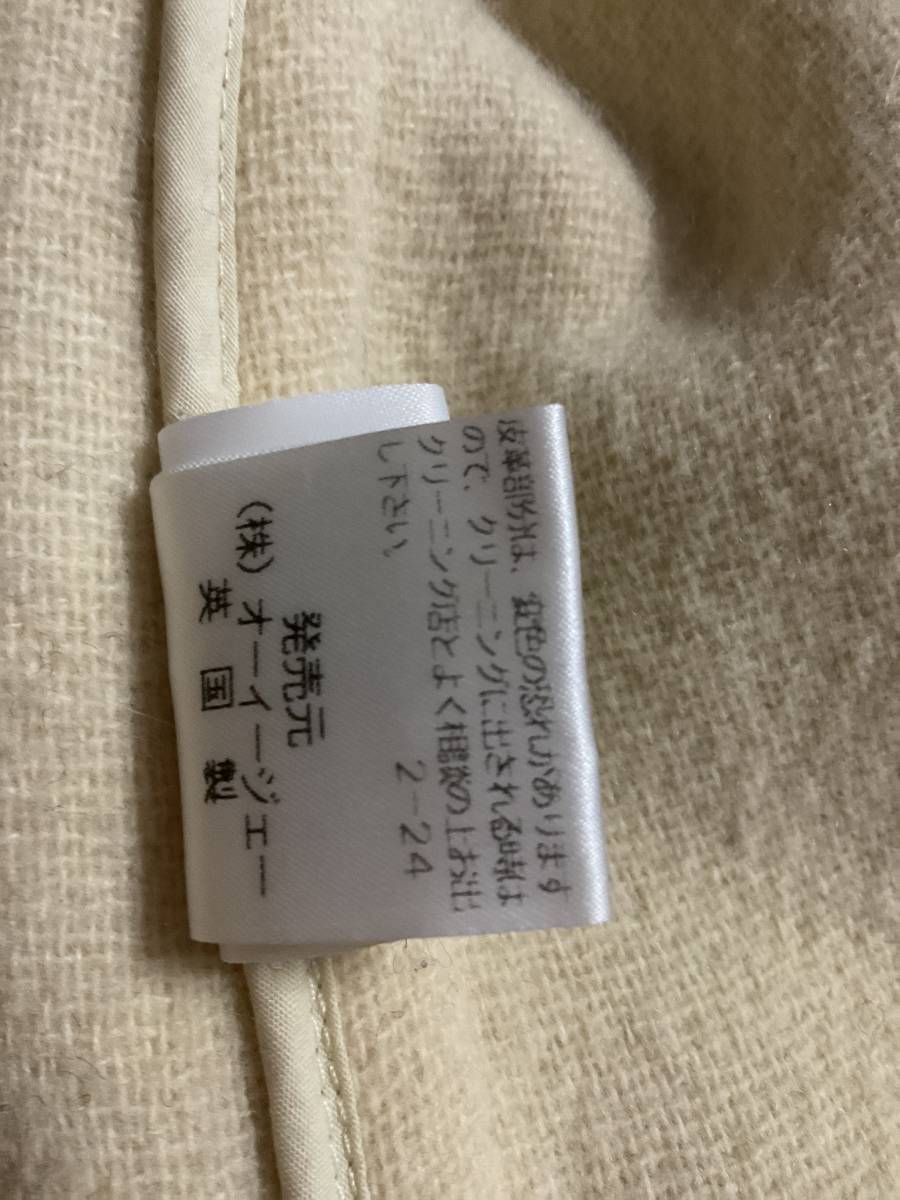 皮革部分は、変色の恐れがあります
ので、クリーニングに出される時は
クリーニング店とよく相談の上お出
し下さい。
2-24
発売元
(株)オーイージェー
英国製